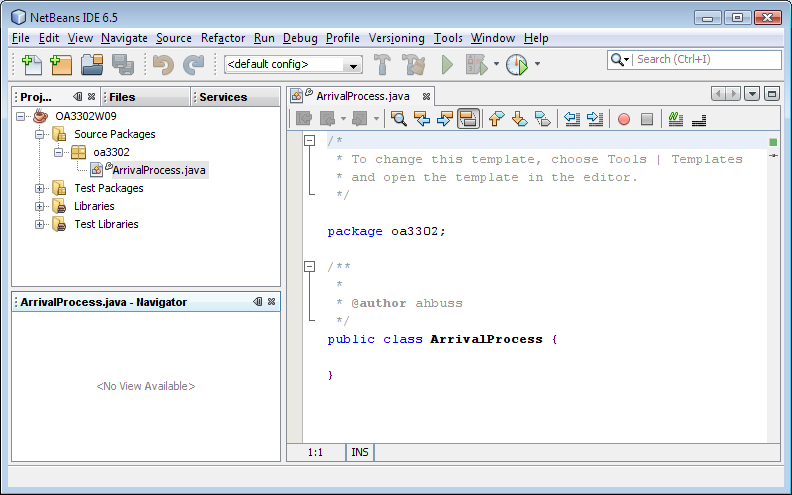 NetBeans IDE 6.5
File Edit View Navigate Source Refactor Run Debug Profile Versioning Tools Window Help
<default config>
Search (Ctrl+I)
Proj... Files Services
OA3302W09
Source Packages
oa3302
ArrivalProcess.java
Test Packages
Libraries
Test Libraries
ArrivalProcess.java - Navigator
<No View Available>
ArrivalProcess.java
/*
* To change this template, choose Tools | Templates
* and open the template in the editor.
*/
package oa3302;
/**
*
* @author ahbuss
*/
public class ArrivalProcess {
}
1:1 INS